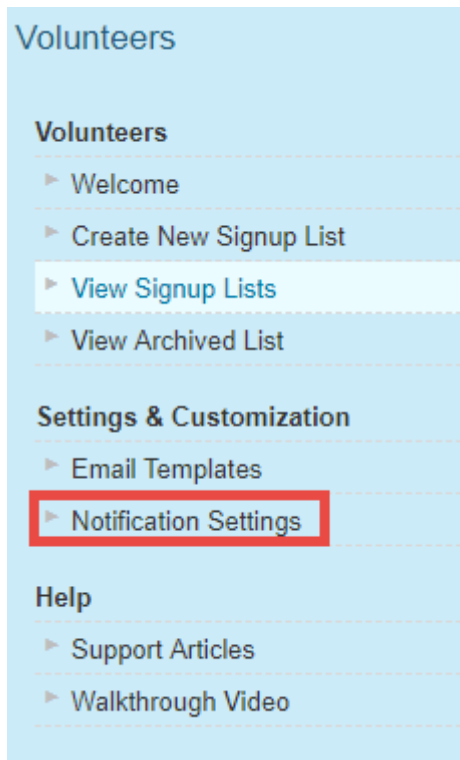 Volunteers
Volunteers
Welcome
Create New Signup List
View Signup Lists
View Archived List
Settings & Customization
Email Templates
Notification Settings
Help
Support Articles
Walkthrough Video